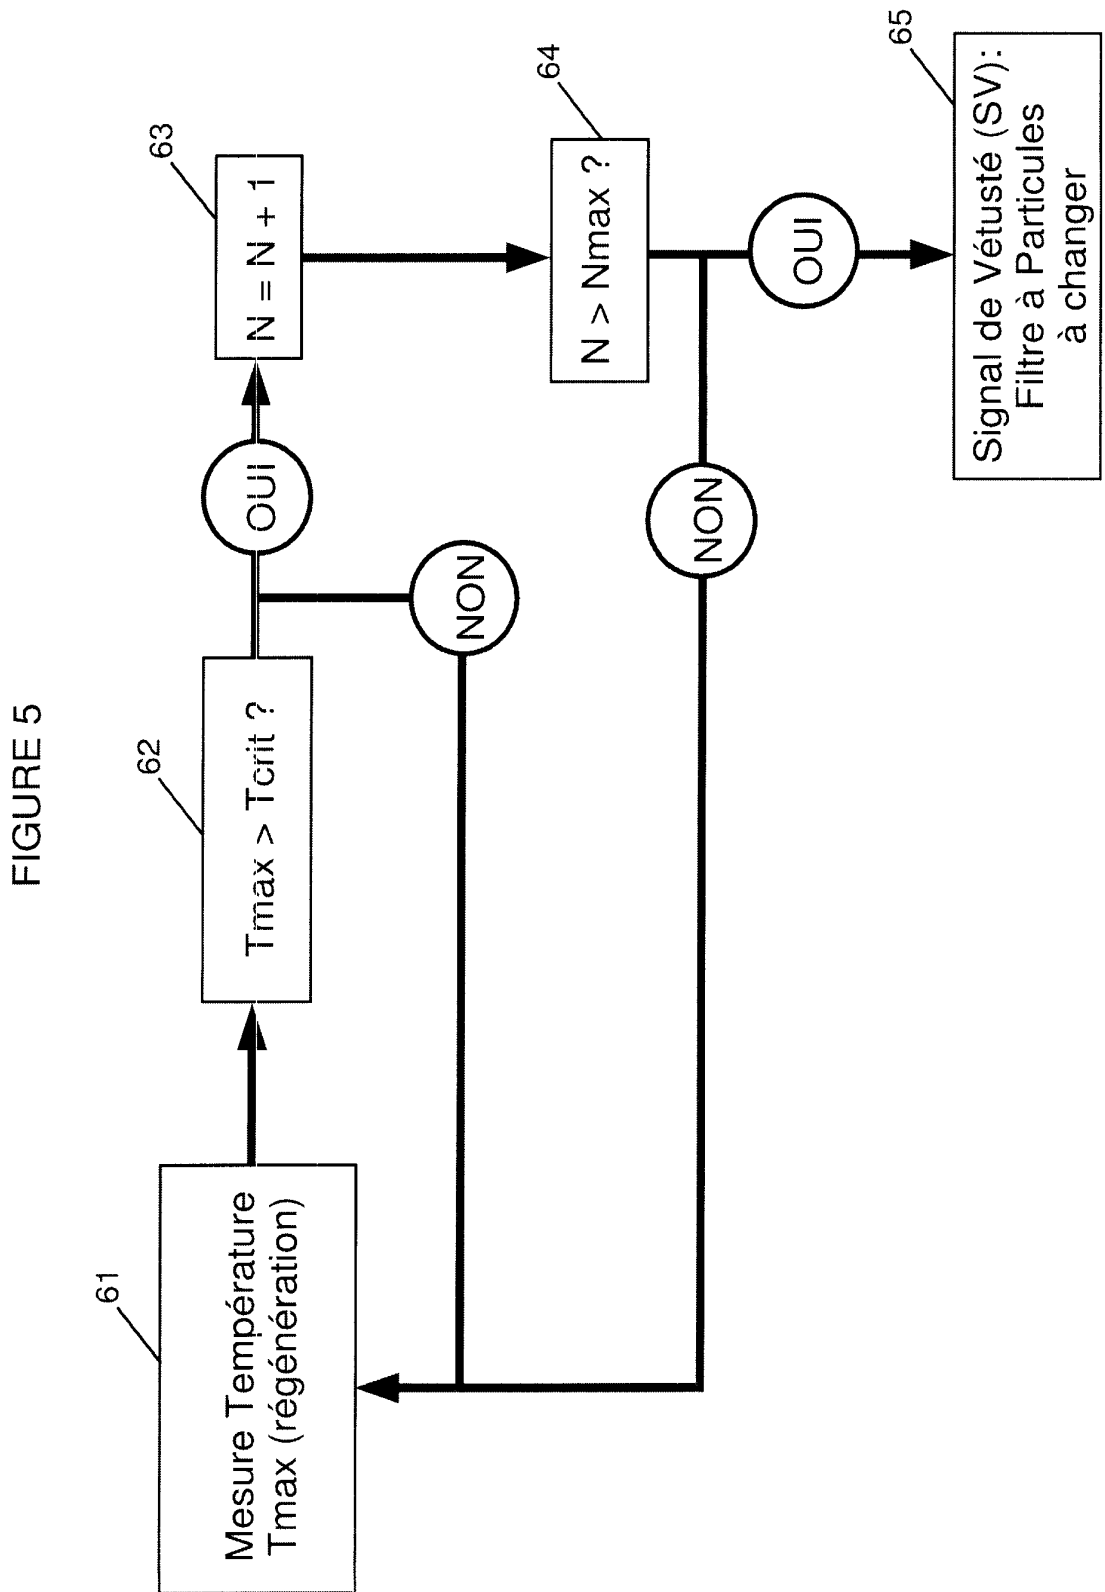 FIGURE 5
61
Mesure Température
Tmax (régénération)
62
Tmax > Tcrit ?
OUI
NON
63
N = N + 1
64
N > Nmax ?
NON
OUI
65
Signal de Vétusté (SV):
Filtre à Particules
à changer